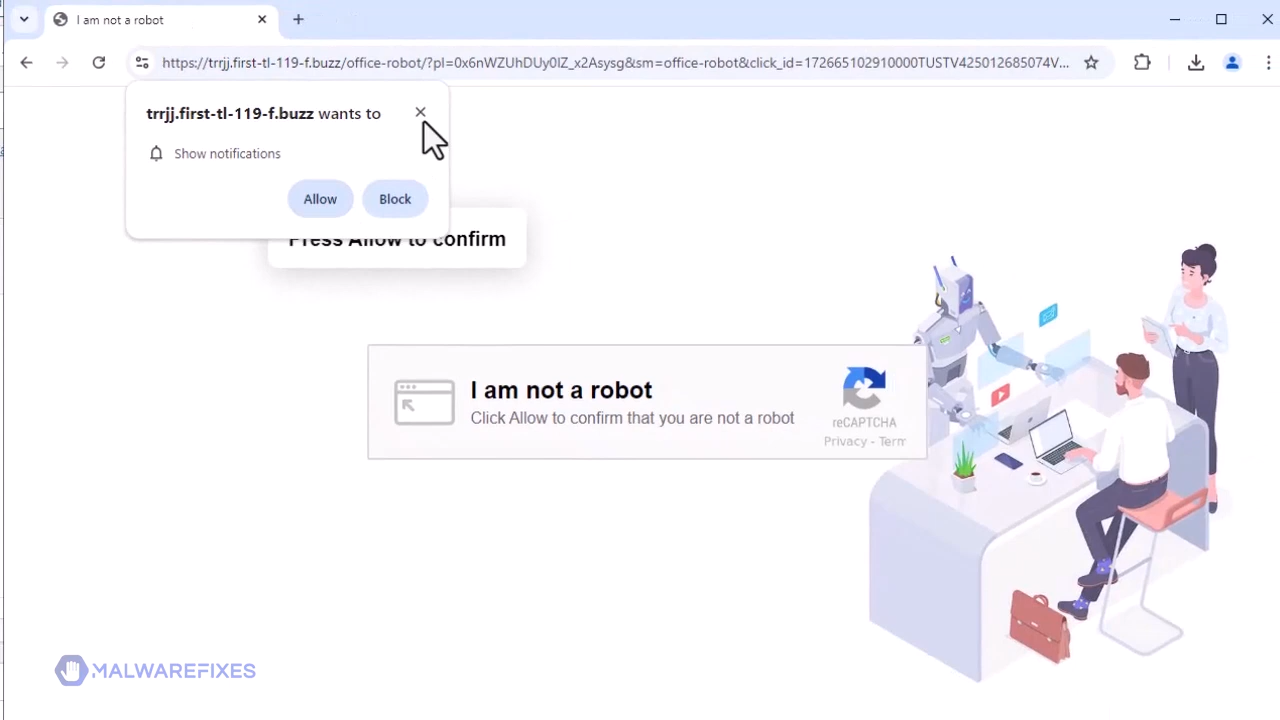 I am not a robot
https://trrjj.first-tl-119-f.buzz/office-robot/?pl=0x6nWZUhDUy0lZ_x2Asysg&sm=office-robot&click_id=172665102910000TUSTV425012685074V...
trrjj.first-tl-119-f.buzz wants to
Show notifications
Allow Block
Press Allow to confirm
I am not a robot
Click Allow to confirm that you are not a robot
reCAPTCHA
Privacy - Term
MALWAREFIXES